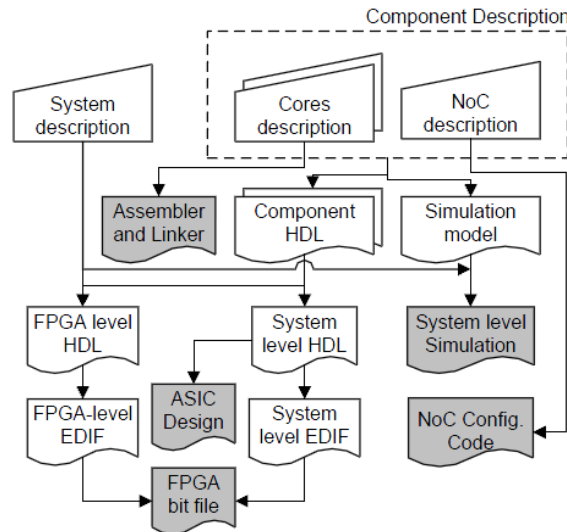 Component Description
System
description
Cores
description
NoC
description
Assembler
and Linker
Component
HDL
Simulation
model
FPGA level
HDL
System
level HDL
System level
Simulation
FPGA-level
EDIF
ASIC
Design
System
level EDIF
NoC Config.
Code
FPGA
bit file